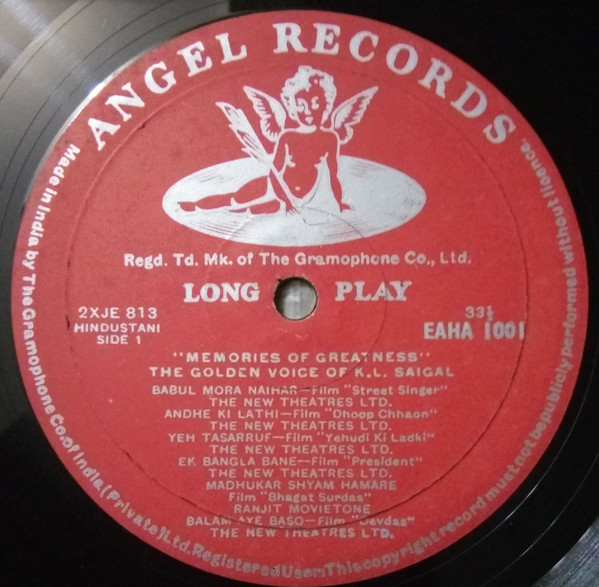 ANGEL RECORDS
Regd. Td. Mk. of The Gramophone Co., Ltd.
LONG PLAY
2XJE 813
HINDUSTANI
SIDE 1
33⅓
EAHA 1001
"MEMORIES OF GREATNESS"
THE GOLDEN VOICE OF K.L. SAIGAL
BABUL MORA NAIHAR—Film "Street Singer"
THE NEW THEATRES LTD.
ANDHE KI LATHI—Film "Dhoop Chhaon"
THE NEW THEATRES LTD.
YEH TASARRUF—Film "Yehudi Ki Ladki"
THE NEW THEATRES LTD.
EK BANGLA BANE—Film "President"
THE NEW THEATRES LTD.
MADHUKAR SHYAM HAMARE
Film "Bhagat Surdas"
RANJIT MOVIETONE
BALAM AYE BASO—Film "Devdas"
THE NEW THEATRES LTD.
Made in India by The Gramophone Co. of India (Private) Ltd. Registered User. This copyright record must not be publicly performed without licence.